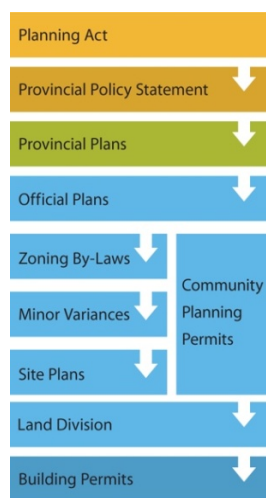 Planning Act
Provincial Policy Statement
Provincial Plans
Official Plans
Zoning By-Laws
Minor Variances
Site Plans
Community
Planning
Permits
Land Division
Building Permits